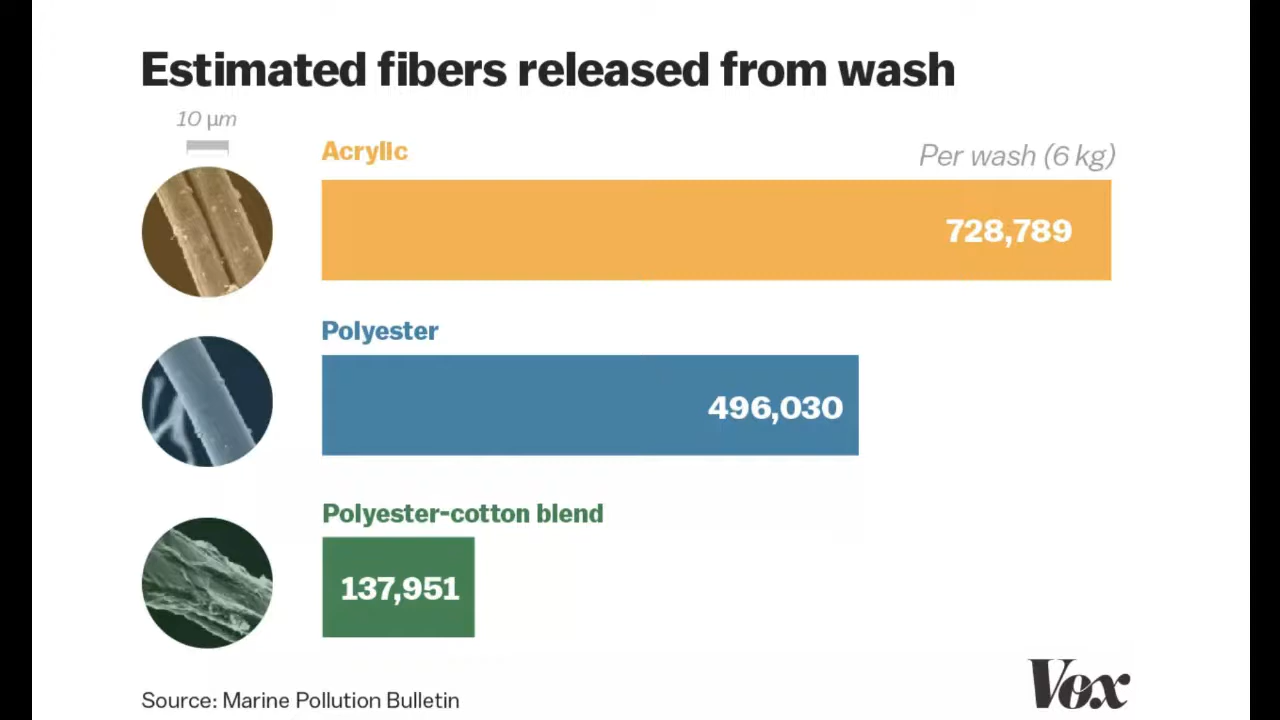 Estimated fibers released from wash
10 µm
Acrylic
Per wash (6 kg)
728,789
Polyester
496,030
Polyester-cotton blend
137,951
Source: Marine Pollution Bulletin
Vox